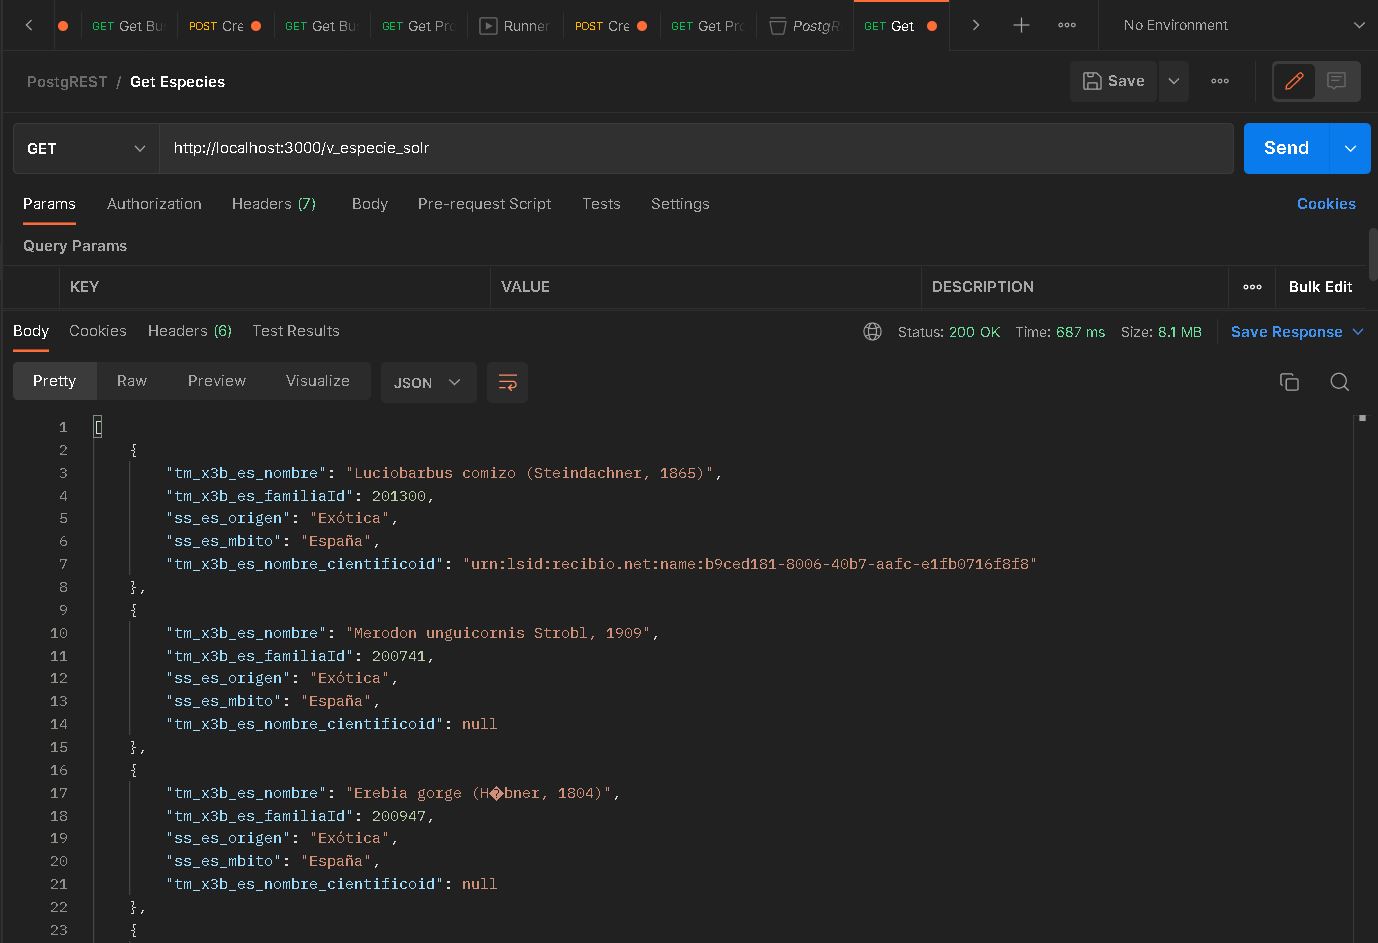 GET Get Bu POST Cre GET Get Bu GET Get Pro Runner POST Cre GET Get Pro PostgR GET Get No Environment
PostgREST / Get Especies Save
GET http://localhost:3000/v_especie_solr Send
Params Authorization Headers (7) Body Pre-request Script Tests Settings Cookies
Query Params
KEY VALUE DESCRIPTION Bulk Edit
Body Cookies Headers (6) Test Results Status: 200 OK Time: 687 ms Size: 8.1 MB Save Response
Pretty Raw Preview Visualize JSON
1 [
2 {
3 "tm_x3b_es_nombre": "Luciobarbus comizo (Steindachner, 1865)",
4 "tm_x3b_es_familiaId": 201300,
5 "ss_es_origen": "Exótica",
6 "ss_es_mbito": "España",
7 "tm_x3b_es_nombre_cientificoid": "urn:lsid:recibio.net:name:b9ced181-8006-40b7-aafc-e1fb0716f8f8"
8 },
9 {
10 "tm_x3b_es_nombre": "Merodon unguicornis Strobl, 1909",
11 "tm_x3b_es_familiaId": 200741,
12 "ss_es_origen": "Exótica",
13 "ss_es_mbito": "España",
14 "tm_x3b_es_nombre_cientificoid": null
15 },
16 {
17 "tm_x3b_es_nombre": "Erebia gorge (H�bner, 1804)",
18 "tm_x3b_es_familiaId": 200947,
19 "ss_es_origen": "Exótica",
20 "ss_es_mbito": "España",
21 "tm_x3b_es_nombre_cientificoid": null
22 },
23 {